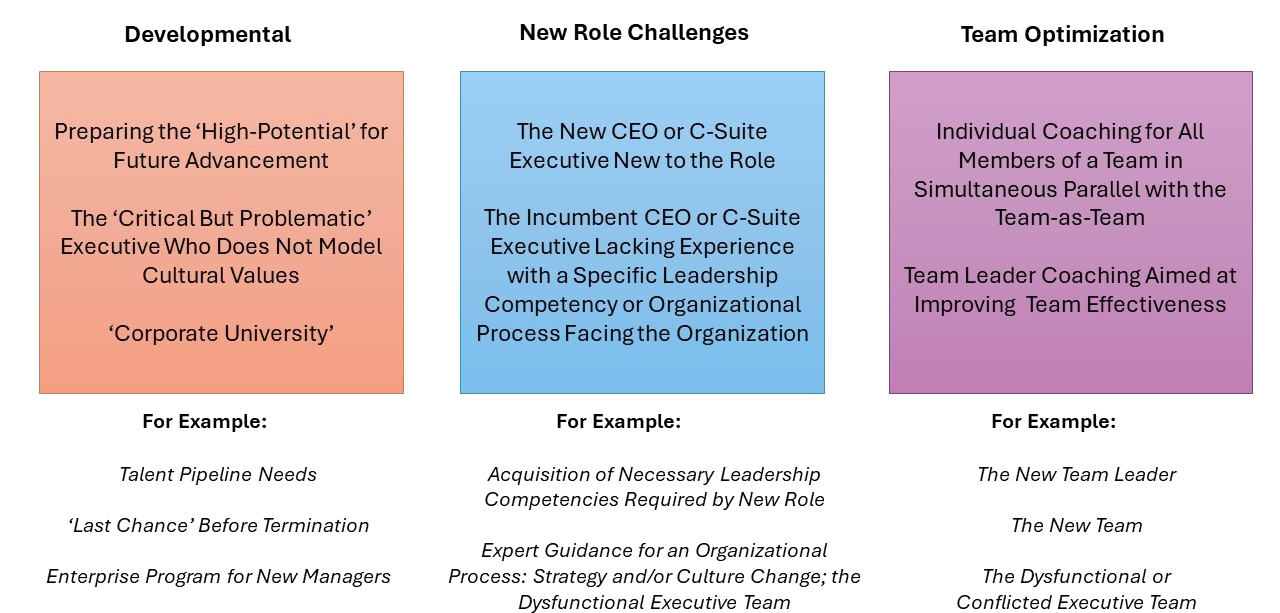 Developmental
Preparing the ‘High-Potential’ for
Future Advancement
The ‘Critical But Problematic’
Executive Who Does Not Model
Cultural Values
‘Corporate University’
For Example:
Talent Pipeline Needs
‘Last Chance’ Before Termination
Enterprise Program for New Managers
New Role Challenges
The New CEO or C-Suite
Executive New to the Role
The Incumbent CEO or C-Suite
Executive Lacking Experience
with a Specific Leadership
Competency or Organizational
Process Facing the Organization
For Example:
Acquisition of Necessary Leadership
Competencies Required by New Role
Expert Guidance for an Organizational
Process: Strategy and/or Culture Change; the
Dysfunctional Executive Team
Team Optimization
Individual Coaching for All
Members of a Team in
Simultaneous Parallel with the
Team-as-Team
Team Leader Coaching Aimed at
Improving  Team Effectiveness
For Example:
The New Team Leader
The New Team
The Dysfunctional or
Conflicted Executive Team